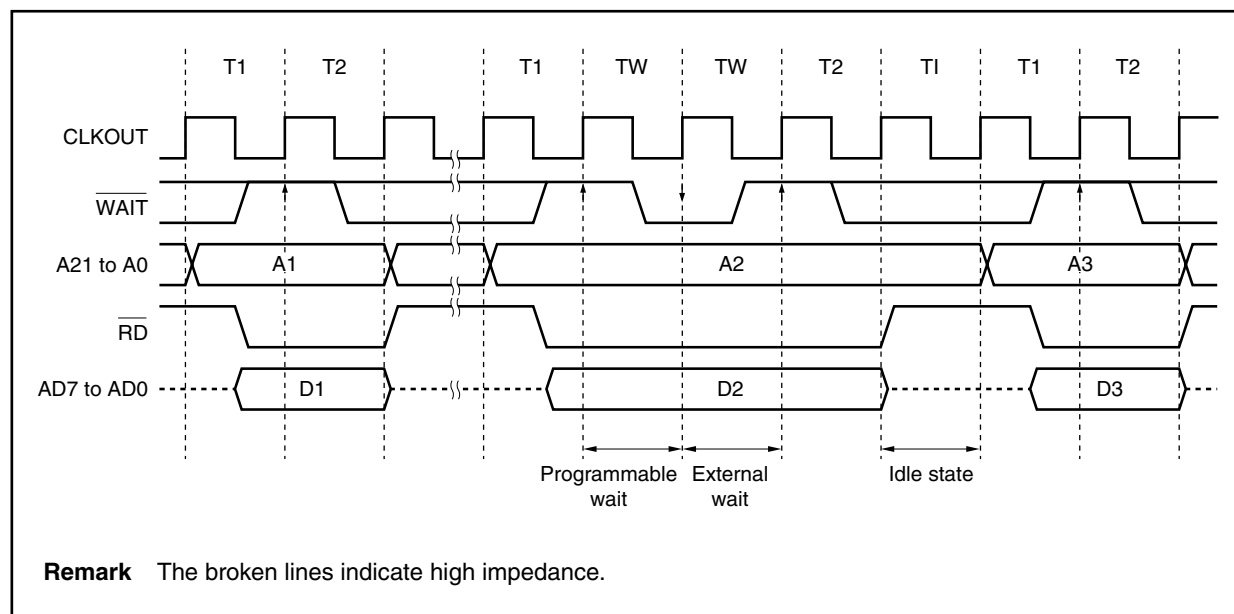 T1 T2 T1 TW TW T2 TI T1 T2
CLKOUT
WAIT
A21 to A0 A1 A2 A3
RD
AD7 to AD0 D1 D2 D3
Programmable wait
External wait
Idle state
Remark The broken lines indicate high impedance.